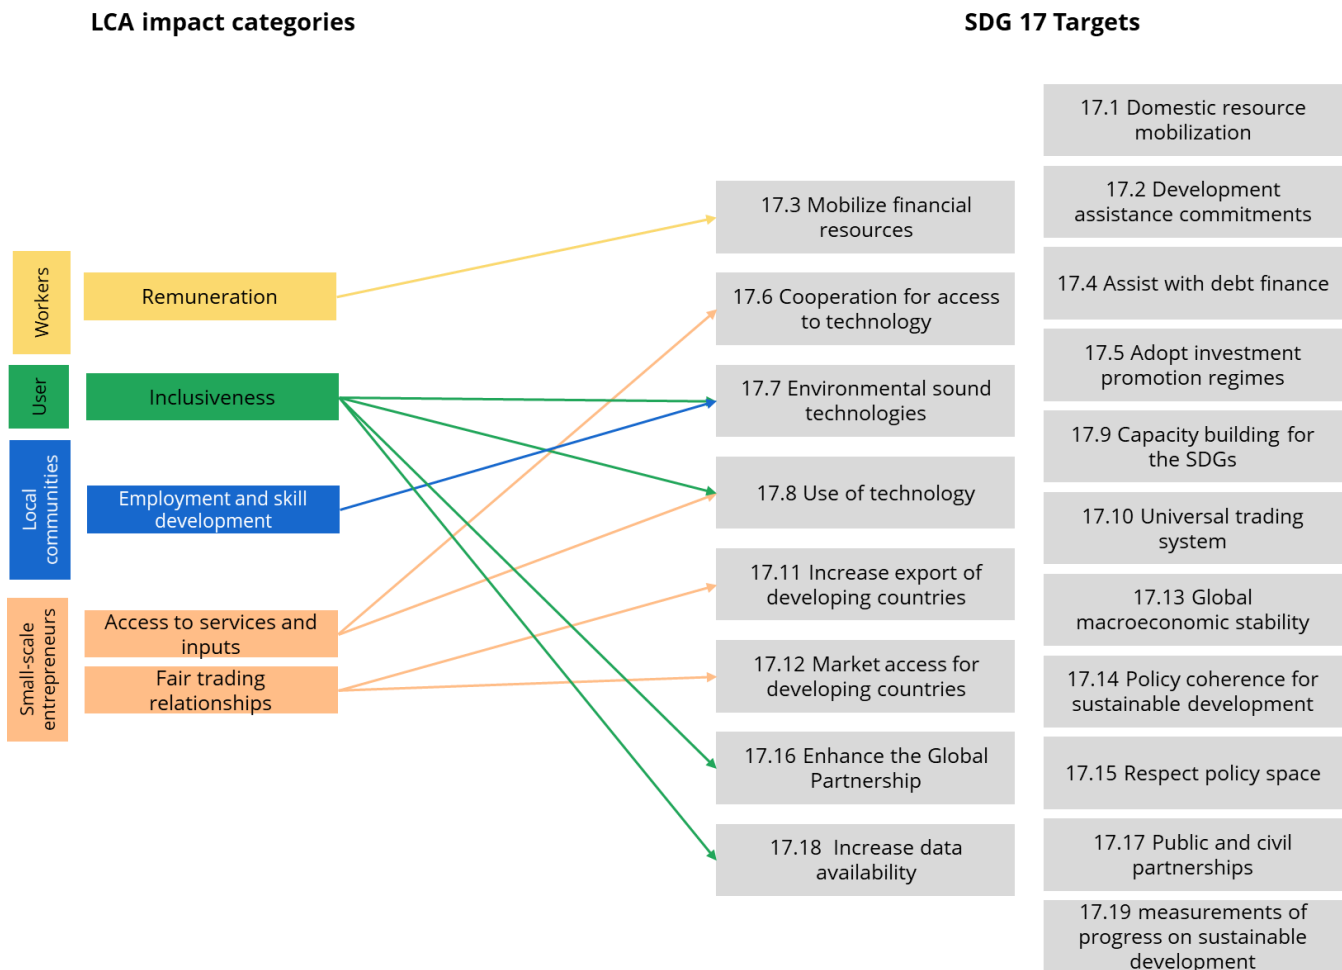 LCA impact categories
SDG 17 Targets
Workers
Remuneration
User
Inclusiveness
Local
communities
Employment and skill
development
Small-scale
entrepreneurs
Access to services and
inputs
Fair trading
relationships
17.3 Mobilize financial
resources
17.6 Cooperation for access
to technology
17.7 Environmental sound
technologies
17.8 Use of technology
17.11 Increase export of
developing countries
17.12 Market access for
developing countries
17.16 Enhance the Global
Partnership
17.18  Increase data
availability
17.1 Domestic resource
mobilization
17.2 Development
assistance commitments
17.4 Assist with debt finance
17.5 Adopt investment
promotion regimes
17.9 Capacity building for
the SDGs
17.10 Universal trading
system
17.13 Global
macroeconomic stability
17.14 Policy coherence for
sustainable development
17.15 Respect policy space
17.17 Public and civil
partnerships
17.19 measurements of
progress on sustainable
development